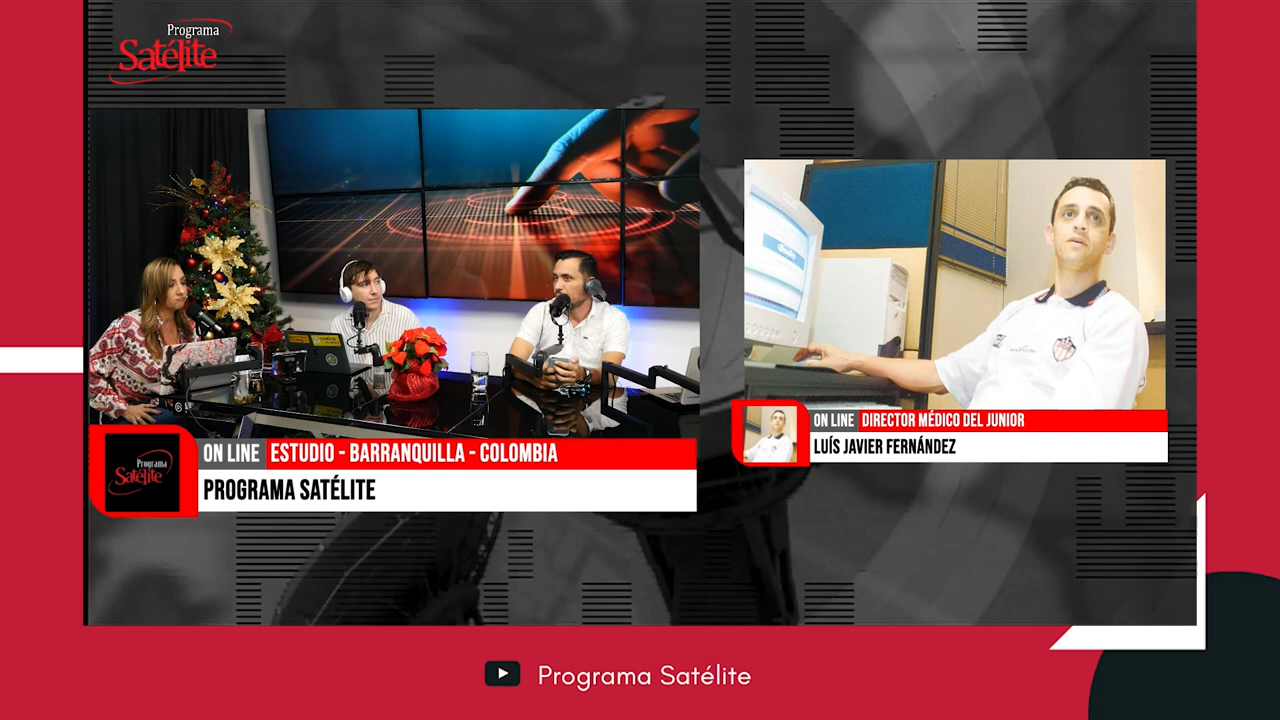 Programa
Satélite
ON LINE ESTUDIO - BARRANQUILLA - COLOMBIA
Programa
Satélite
PROGRAMA SATÉLITE
ON LINE DIRECTOR MÉDICO DEL JUNIOR
LUÍS JAVIER FERNÁNDEZ
Programa Satélite